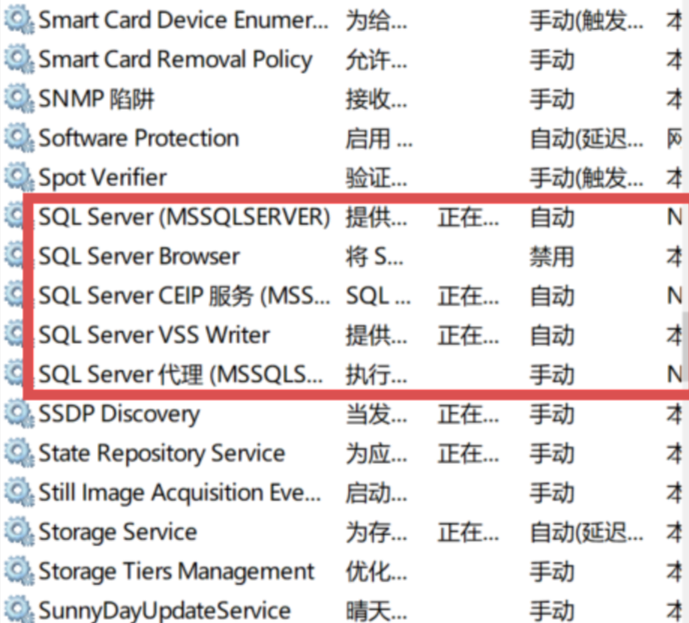 Smart Card Device Enumer... 为给... 手动(触发... 本
Smart Card Removal Policy 允许... 手动 本
SNMP 陷阱 接收... 手动 本
Software Protection 启用 ... 自动(延迟... 网
Spot Verifier 验证... 手动(触发... 本
SQL Server (MSSQLSERVER) 提供... 正在... 自动 N
SQL Server Browser 将 S... 禁用 本
SQL Server CEIP 服务 (MSS... SQL ... 正在... 自动 N
SQL Server VSS Writer 提供... 正在... 自动 本
SQL Server 代理 (MSSQLS... 执行... 手动 N
SSDP Discovery 当发... 正在... 手动 本
State Repository Service 为应... 正在... 手动 本
Still Image Acquisition Eve... 启动... 手动 本
Storage Service 为存... 正在... 自动(延迟... 本
Storage Tiers Management 优化... 手动 本
SunnyDayUpdateService 晴天... 手动 本